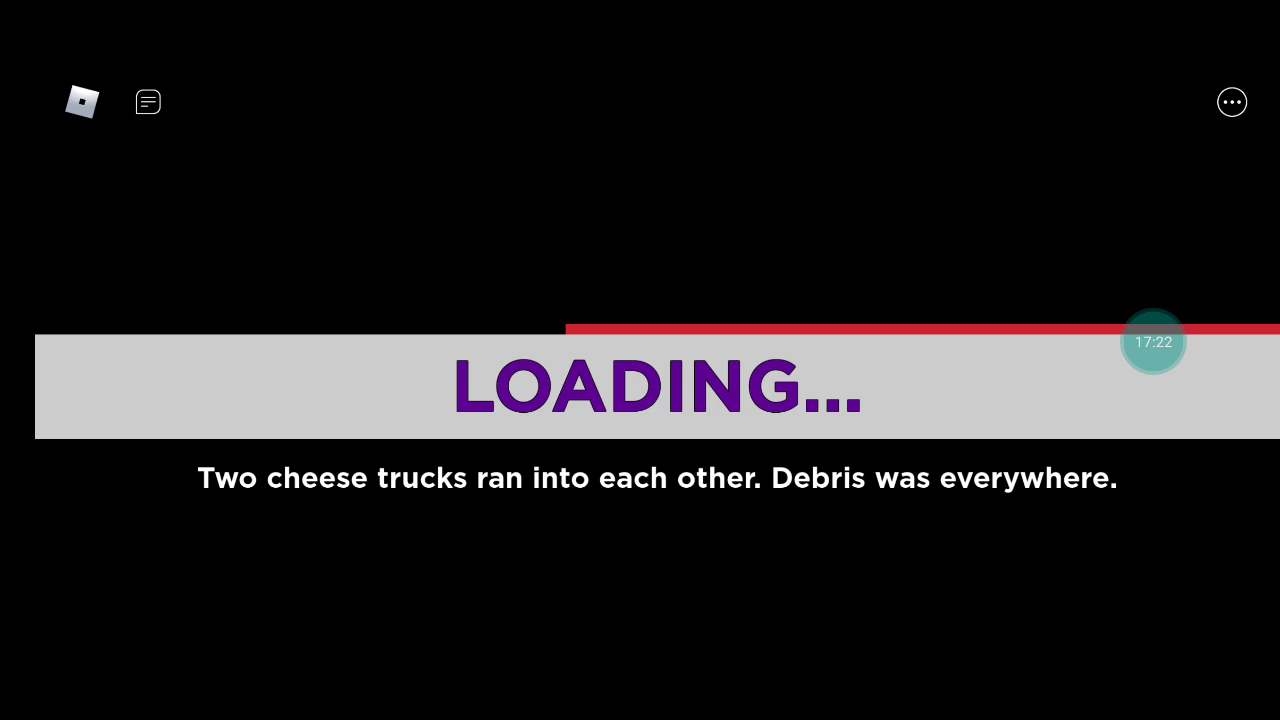 17:22
LOADING...
Two cheese trucks ran into each other. Debris was everywhere.